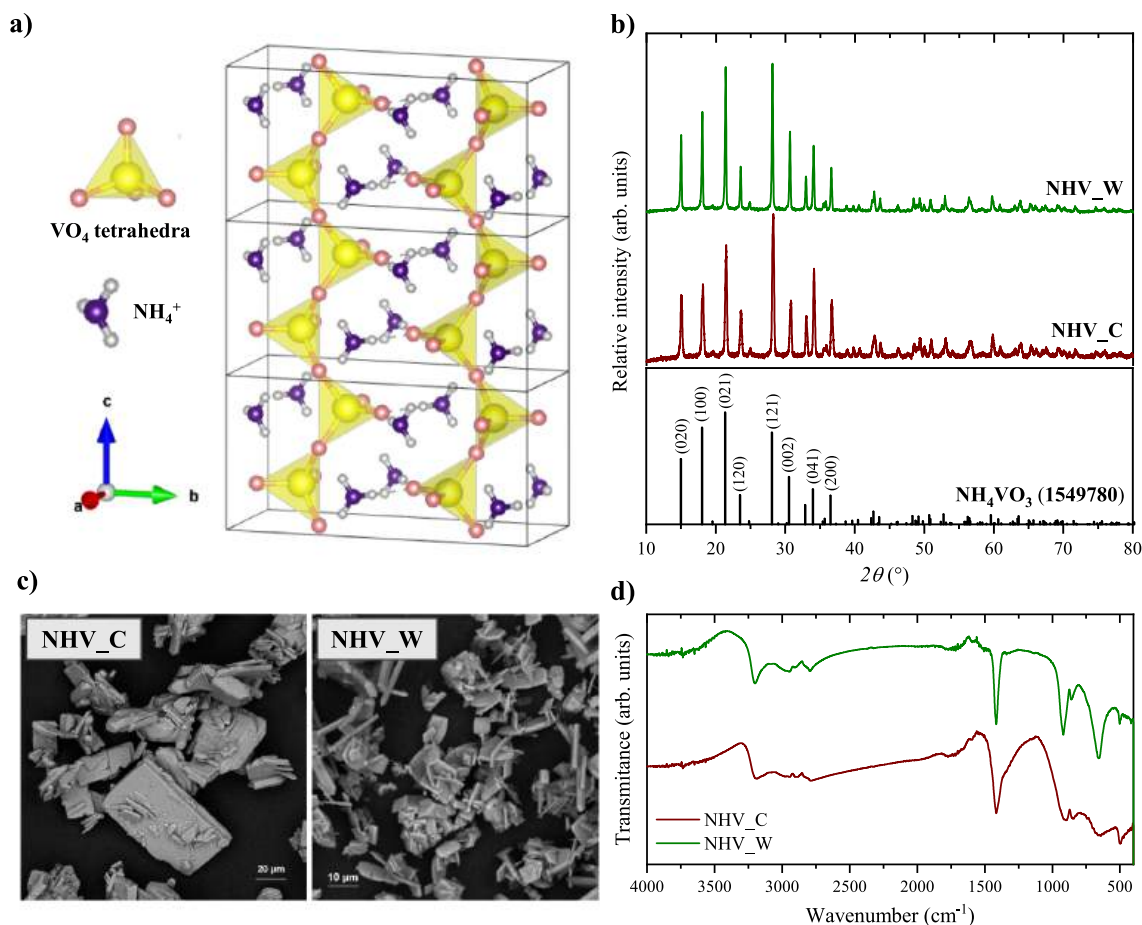 a)
VO₄ tetrahedra
NH₄⁺
c
a
b
b)
Relative intensity (arb. units)
NHV_W
NHV_C
(020)
(100)
(021)
(120)
(121)
(002)
(041)
(200)
NH₄VO₃ (1549780)
10 20 30 40 50 60 70 80
2θ (°)
c)
NHV_C
20 μm
NHV_W
10 μm
d)
Transmitance (arb. units)
NHV_C
NHV_W
4000 3500 3000 2500 2000 1500 1000 500
Wavenumber (cm⁻¹)